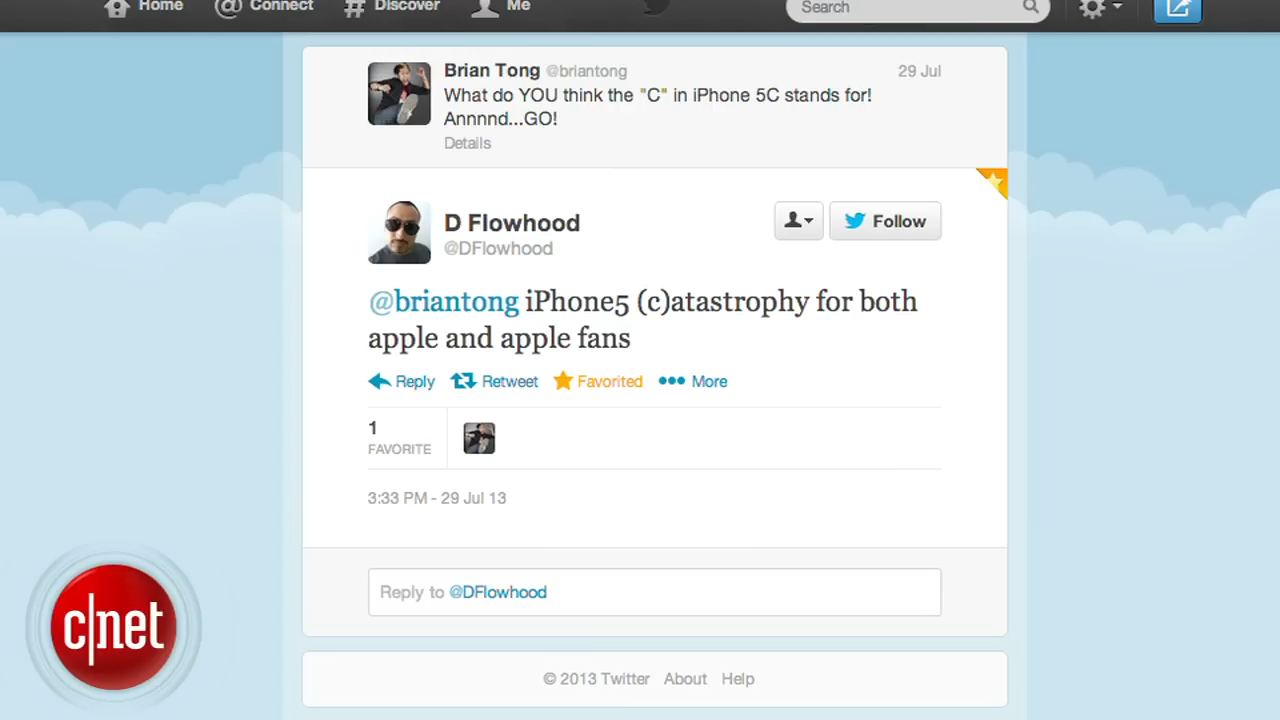 Home Connect Discover Me Search
Brian Tong @briantong 29 Jul
What do YOU think the "C" in iPhone 5C stands for!
Annnnd...GO!
Details
D Flowhood
@DFlowhood
Follow
@briantong iPhone5 (c)atastrophy for both
apple and apple fans
Reply Retweet Favorited More
1
FAVORITE
3:33 PM - 29 Jul 13
Reply to @DFlowhood
c|net
© 2013 Twitter About Help